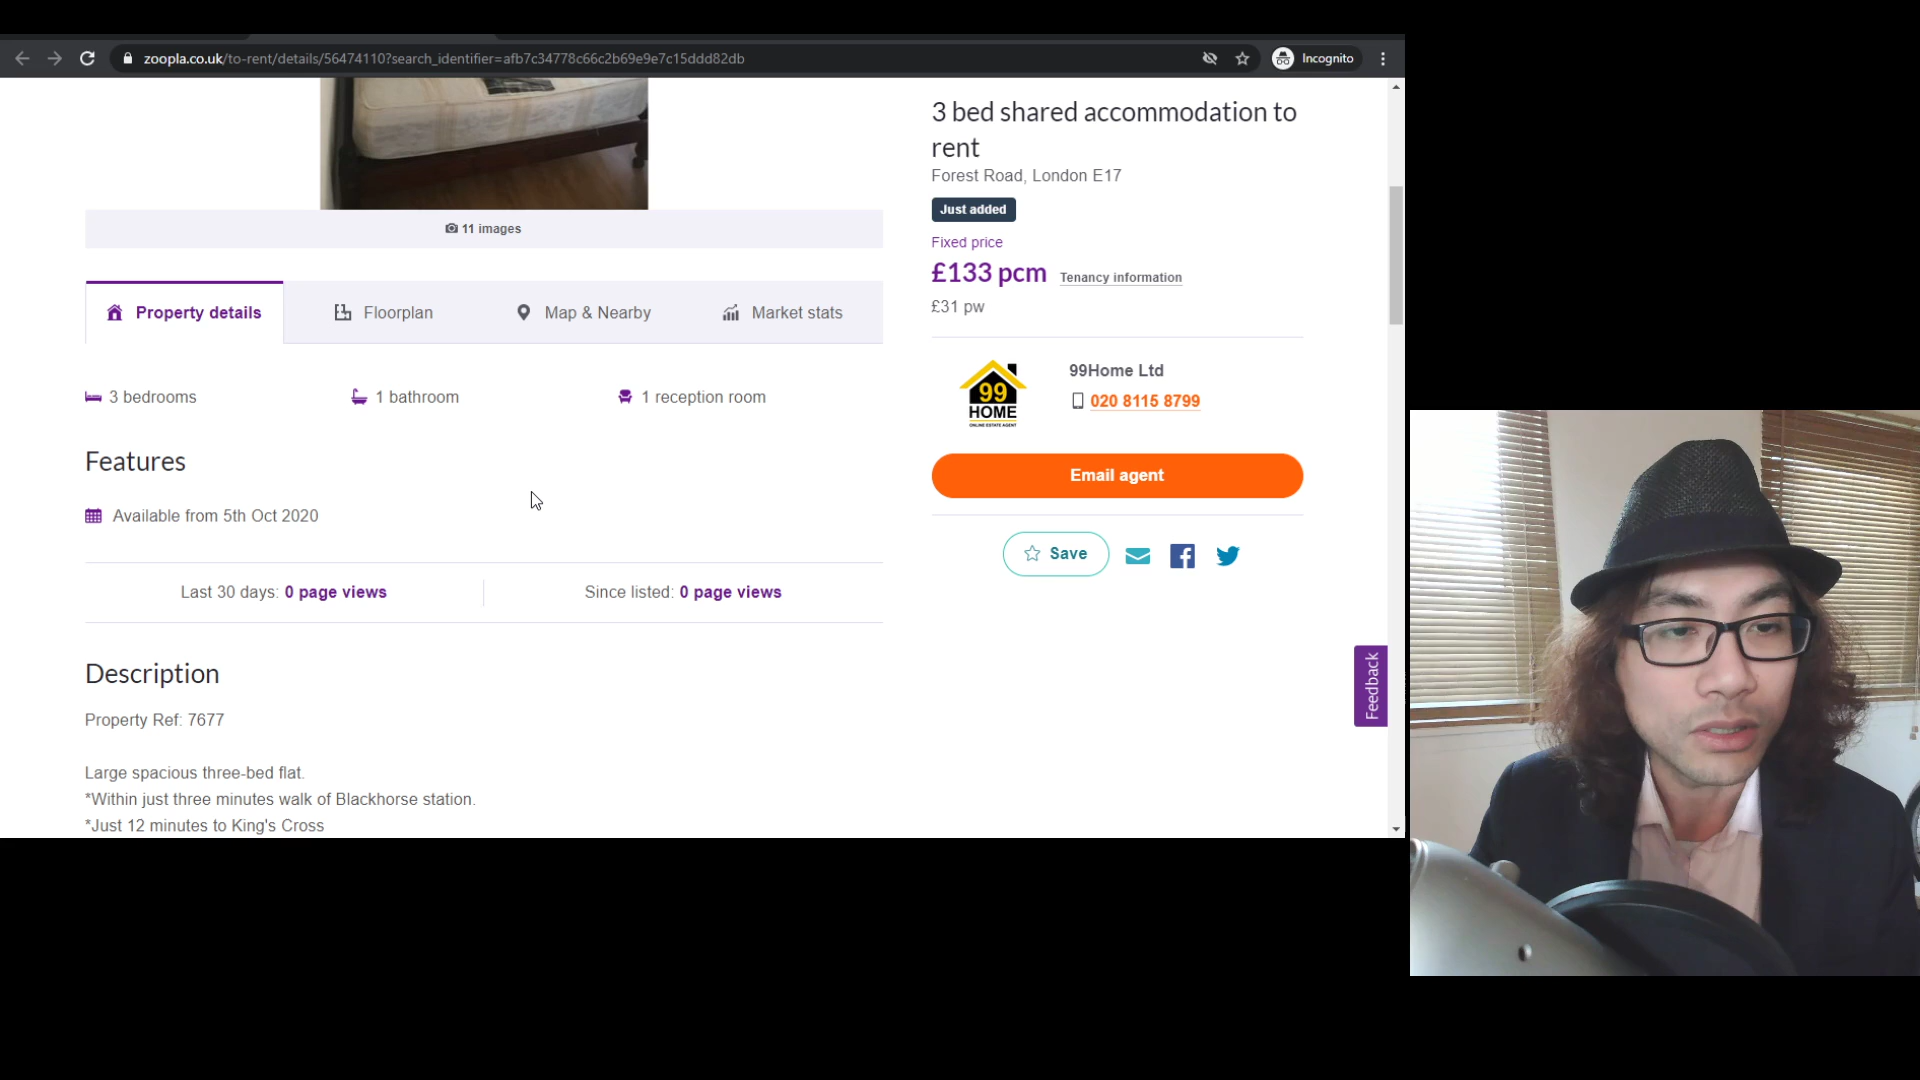 zoopla.co.uk/to-rent/details/56474110?search_identifier=afb7c34778c66c2b69e9e7c15ddd82db
Incognito
11 images
Property details
Floorplan
Map & Nearby
Market stats
3 bedrooms
1 bathroom
1 reception room
Features
Available from 5th Oct 2020
Last 30 days: 0 page views
Since listed: 0 page views
Description
Property Ref: 7677
Large spacious three-bed flat.
*Within just three minutes walk of Blackhorse station.
*Just 12 minutes to King's Cross
3 bed shared accommodation to
rent
Forest Road, London E17
Just added
Fixed price
£133 pcm Tenancy information
£31 pw
99
HOME
ONLINE ESTATE AGENT
99Home Ltd
020 8115 8799
Email agent
Save
Feedback